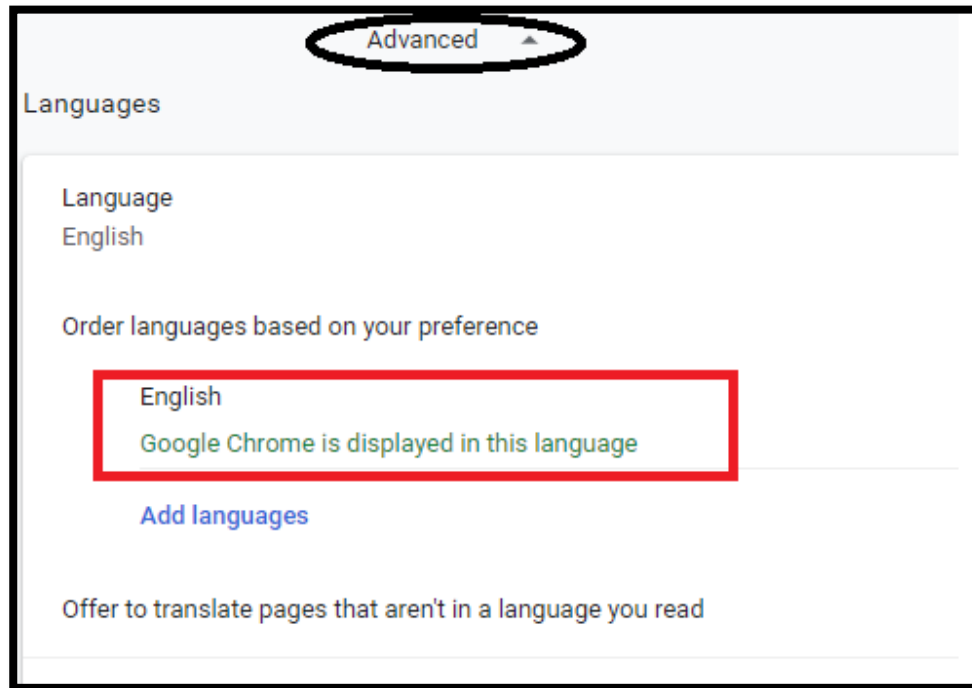 Advanced
Languages
Language
English
Order languages based on your preference
English
Google Chrome is displayed in this language
Add languages
Offer to translate pages that aren't in a language you read